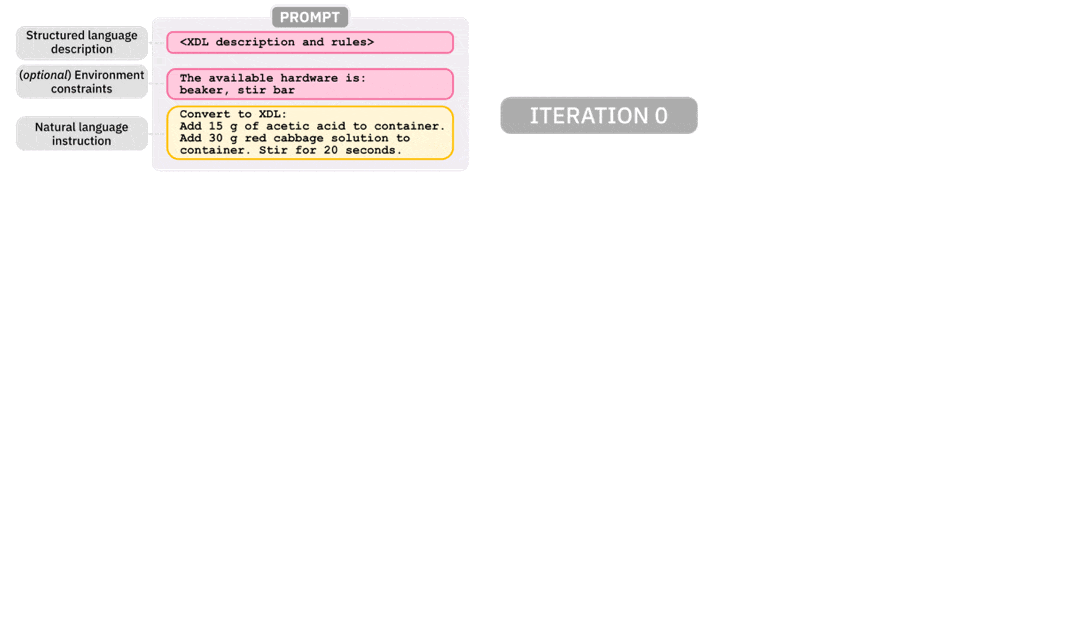 PROMPT
Structured language
description
<XDL description and rules>
(optional) Environment
constraints
The available hardware is:
beaker, stir bar
Natural language
instruction
Convert to XDL:
Add 15 g of acetic acid to container.
Add 30 g red cabbage solution to
container. Stir for 20 seconds.
ITERATION 0